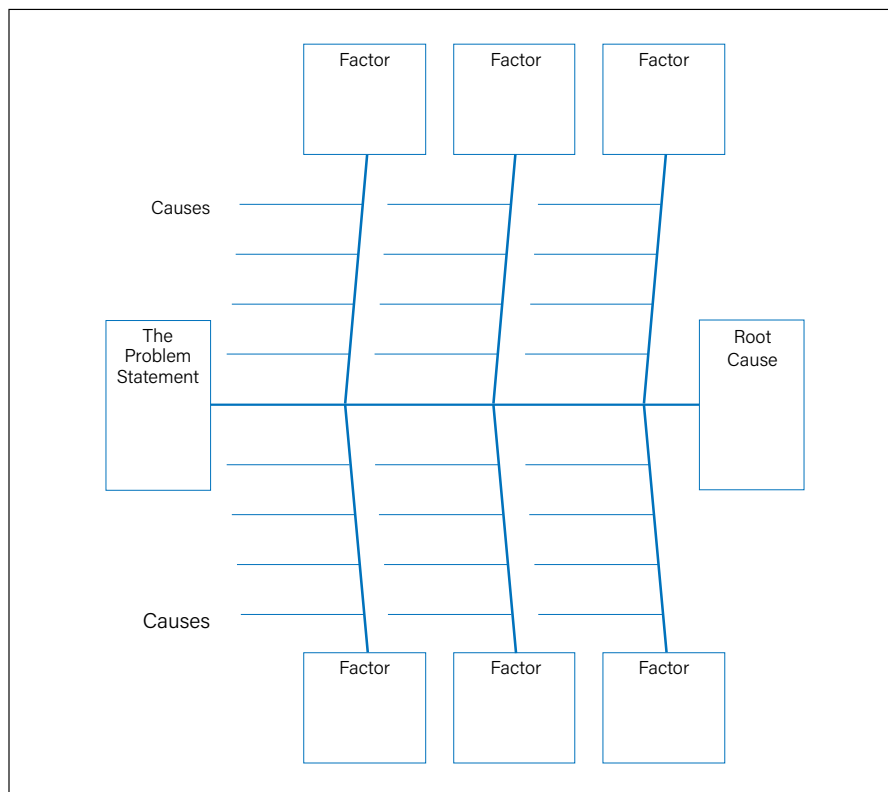 Factor
Factor
Factor
Causes
The
Problem
Statement
Root
Cause
Causes
Factor
Factor
Factor